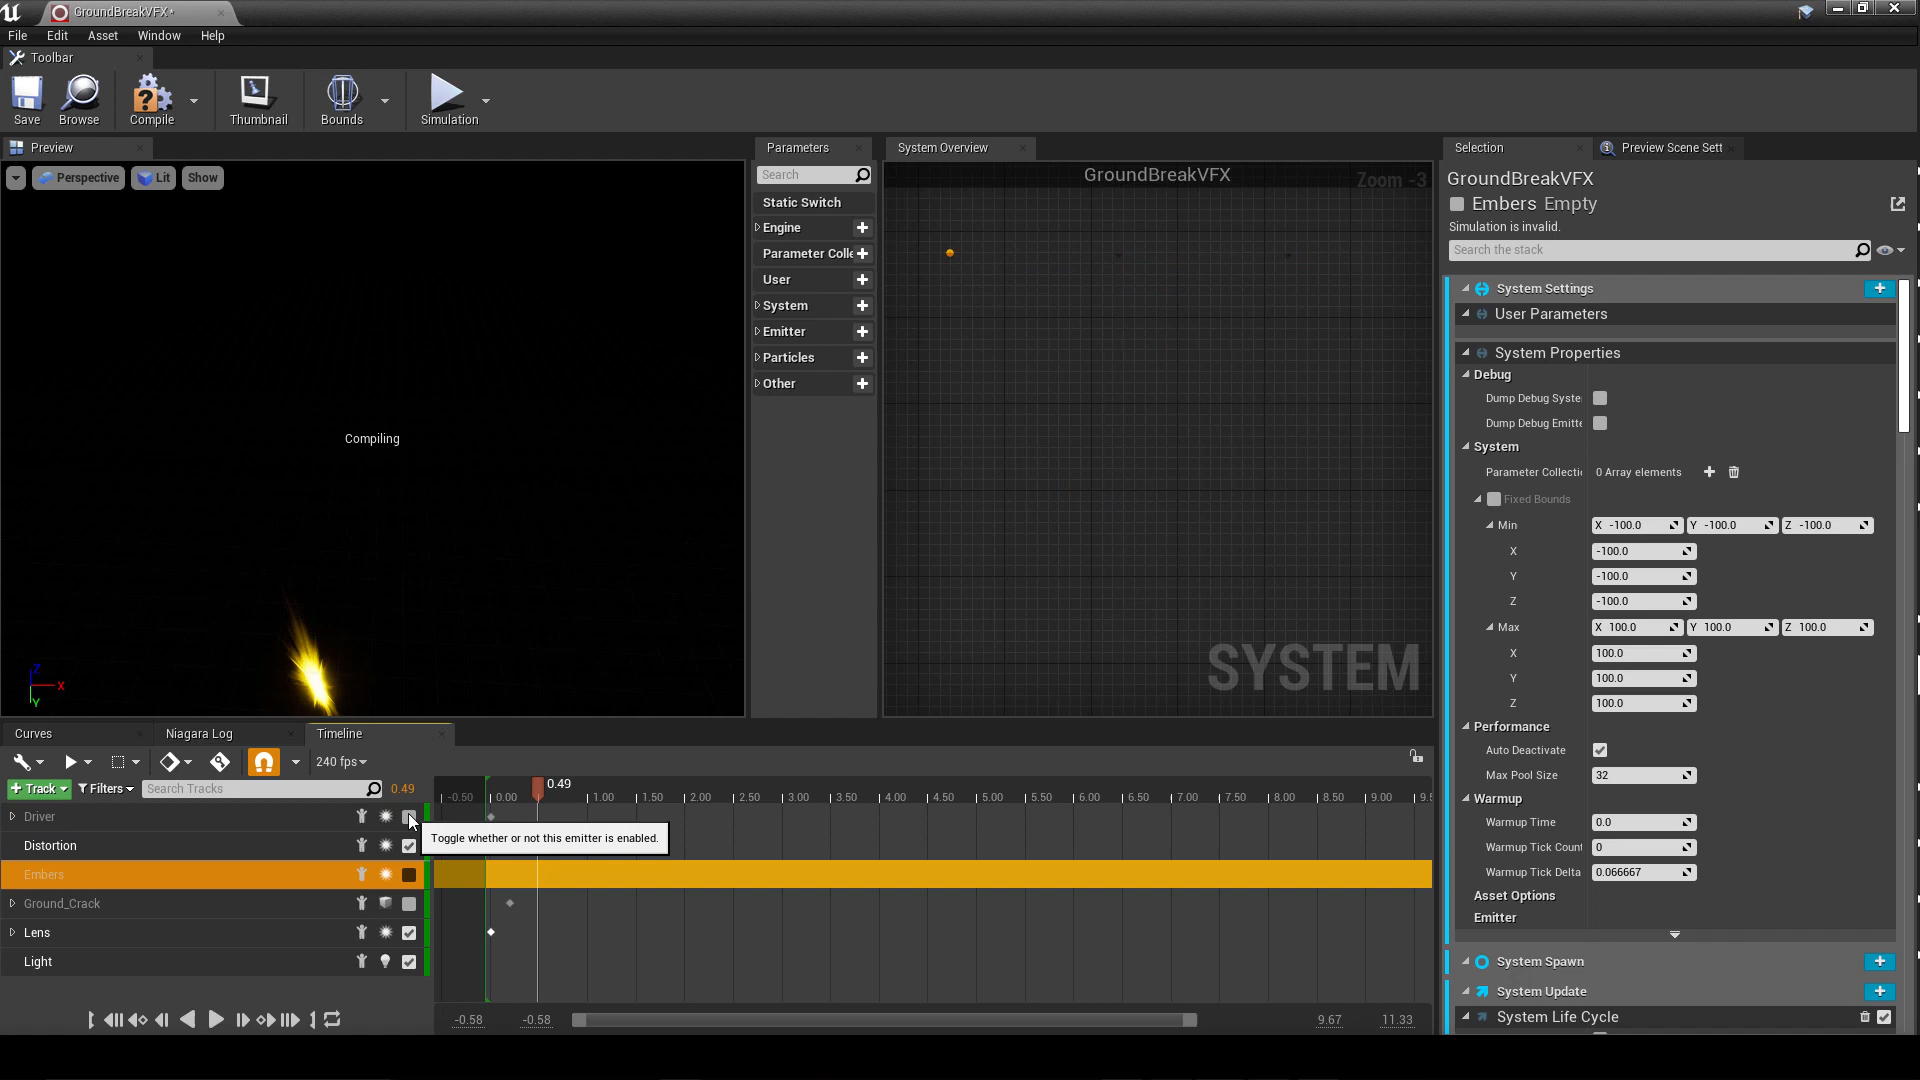 GroundBreakVFX*
File Edit Asset Window Help
Toolbar
Save Browse Compile Thumbnail Bounds Simulation
Preview
Perspective Lit Show
Compiling
Z
X
Y
Parameters
Search
Static Switch
Engine
Parameter Colle
User
System
Emitter
Particles
Other
System Overview
GroundBreakVFX
Zoom -3
SYSTEM
Selection
Preview Scene Sett
GroundBreakVFX
Embers Empty
Simulation is invalid.
Search the stack
System Settings
User Parameters
System Properties
Debug
Dump Debug Syste
Dump Debug Emitte
System
Parameter Collecti 0 Array elements
Fixed Bounds
Min X -100.0 Y -100.0 Z -100.0
X -100.0
Y -100.0
Z -100.0
Max X 100.0 Y 100.0 Z 100.0
X 100.0
Y 100.0
Z 100.0
Performance
Auto Deactivate
Max Pool Size 32
Warmup
Warmup Time 0.0
Warmup Tick Count 0
Warmup Tick Delta 0.066667
Asset Options
Emitter
System Spawn
System Update
System Life Cycle
Curves Niagara Log Timeline
240 fps
Track Filters Search Tracks 0.49
0.49
-0.50 0.00 1.00 1.50 2.00 2.50 3.00 3.50 4.00 4.50 5.00 5.50 6.00 6.50 7.00 7.50 8.00 8.50 9.00 9.5
Driver
Toggle whether or not this emitter is enabled.
Distortion
Embers
Ground_Crack
Lens
Light
-0.58 -0.58 9.67 11.33